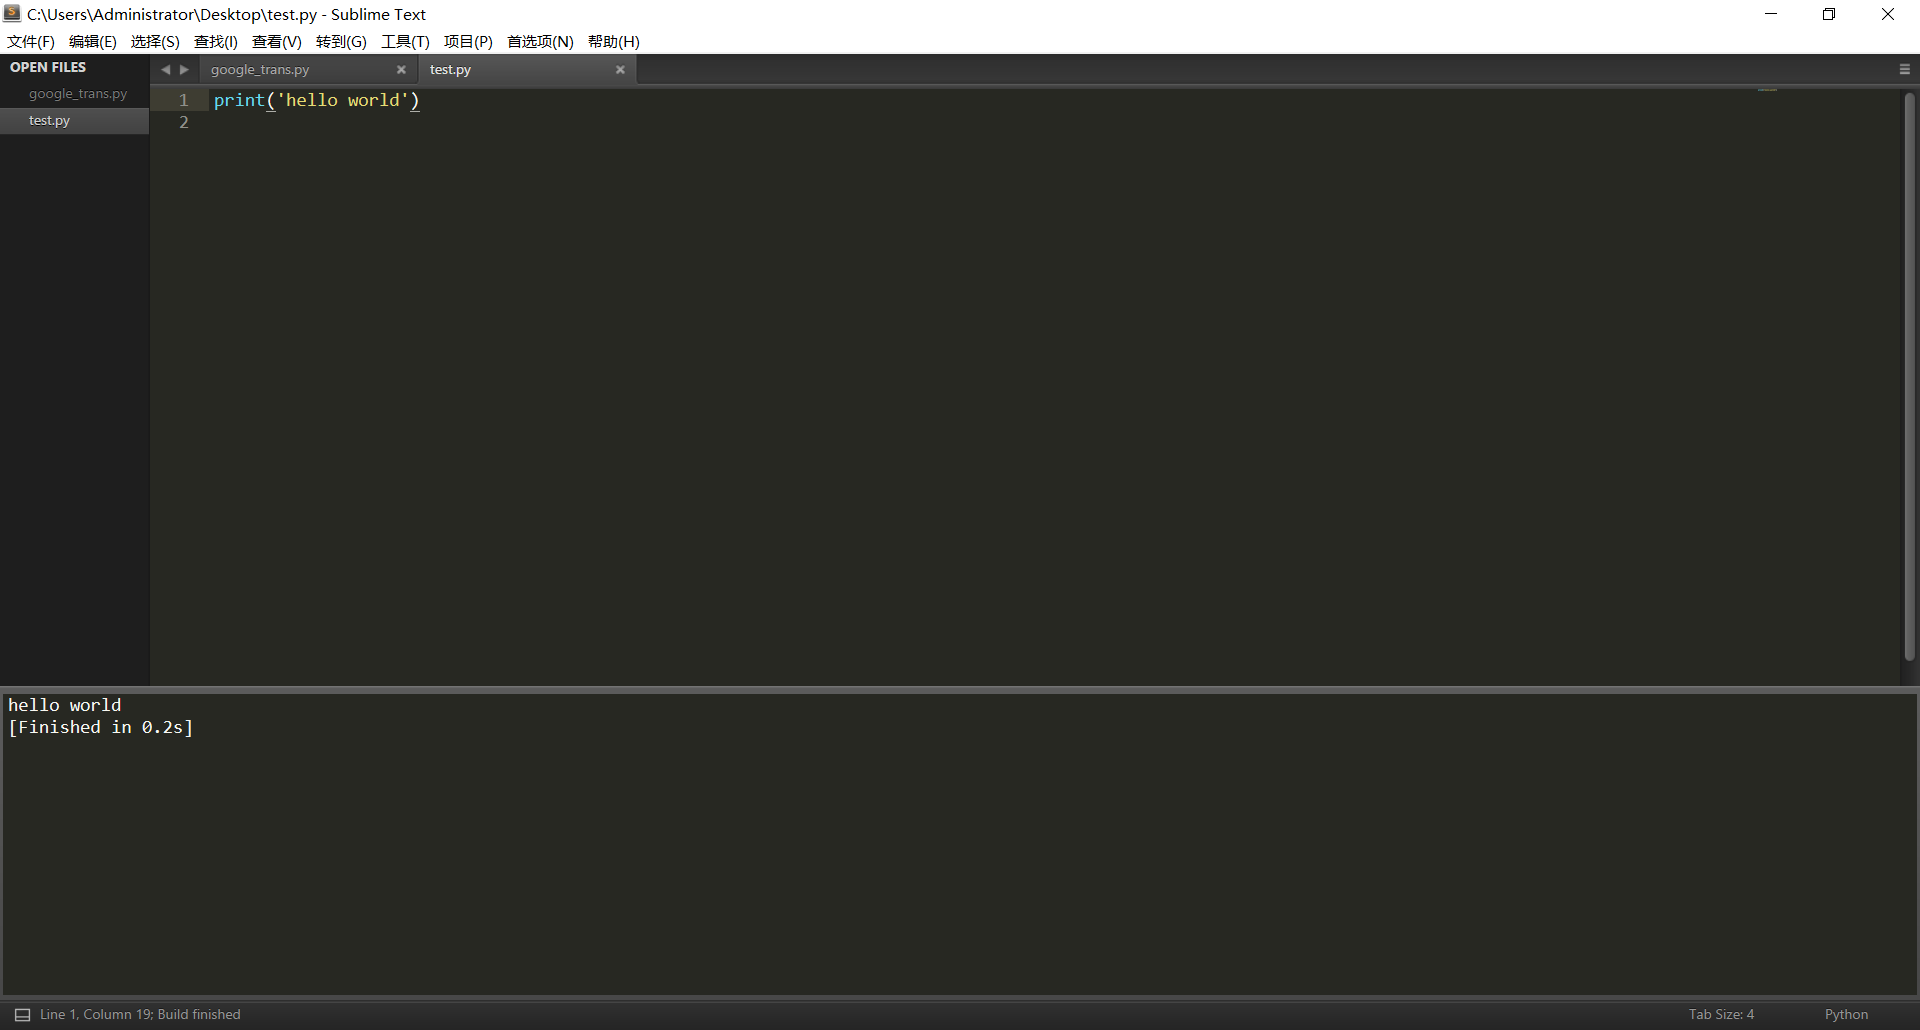 C:\Users\Administrator\Desktop\test.py - Sublime Text
文件(F) 编辑(E) 选择(S) 查找(I) 查看(V) 转到(G) 工具(T) 项目(P) 首选项(N) 帮助(H)
OPEN FILES
google_trans.py
test.py
google_trans.py
test.py
1 print('hello world')
2
hello world
[Finished in 0.2s]
Line 1, Column 19; Build finished
Tab Size: 4
Python